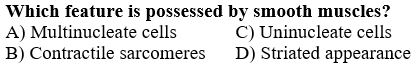 Which feature is possessed by smooth muscles?
A) Multinucleate cells C) Uninucleate cells
B) Contractile sarcomeres D) Striated appearance